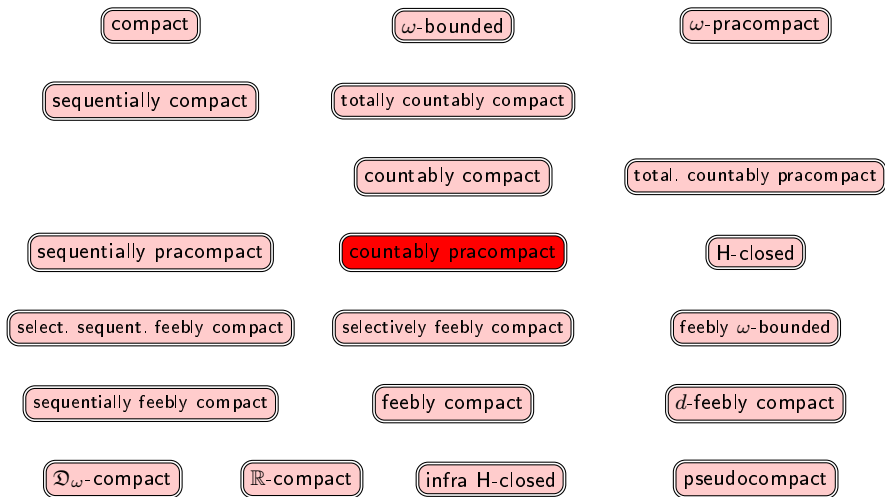 compact ω-bounded ω-pracompact
sequentially compact totally countably compact
countably compact total. countably pracompact
sequentially pracompact countably pracompact H-closed
select. sequent. feebly compact selectively feebly compact feebly ω-bounded
sequentially feebly compact feebly compact d-feebly compact
𝔇ω-compact ℝ-compact infra H-closed pseudocompact